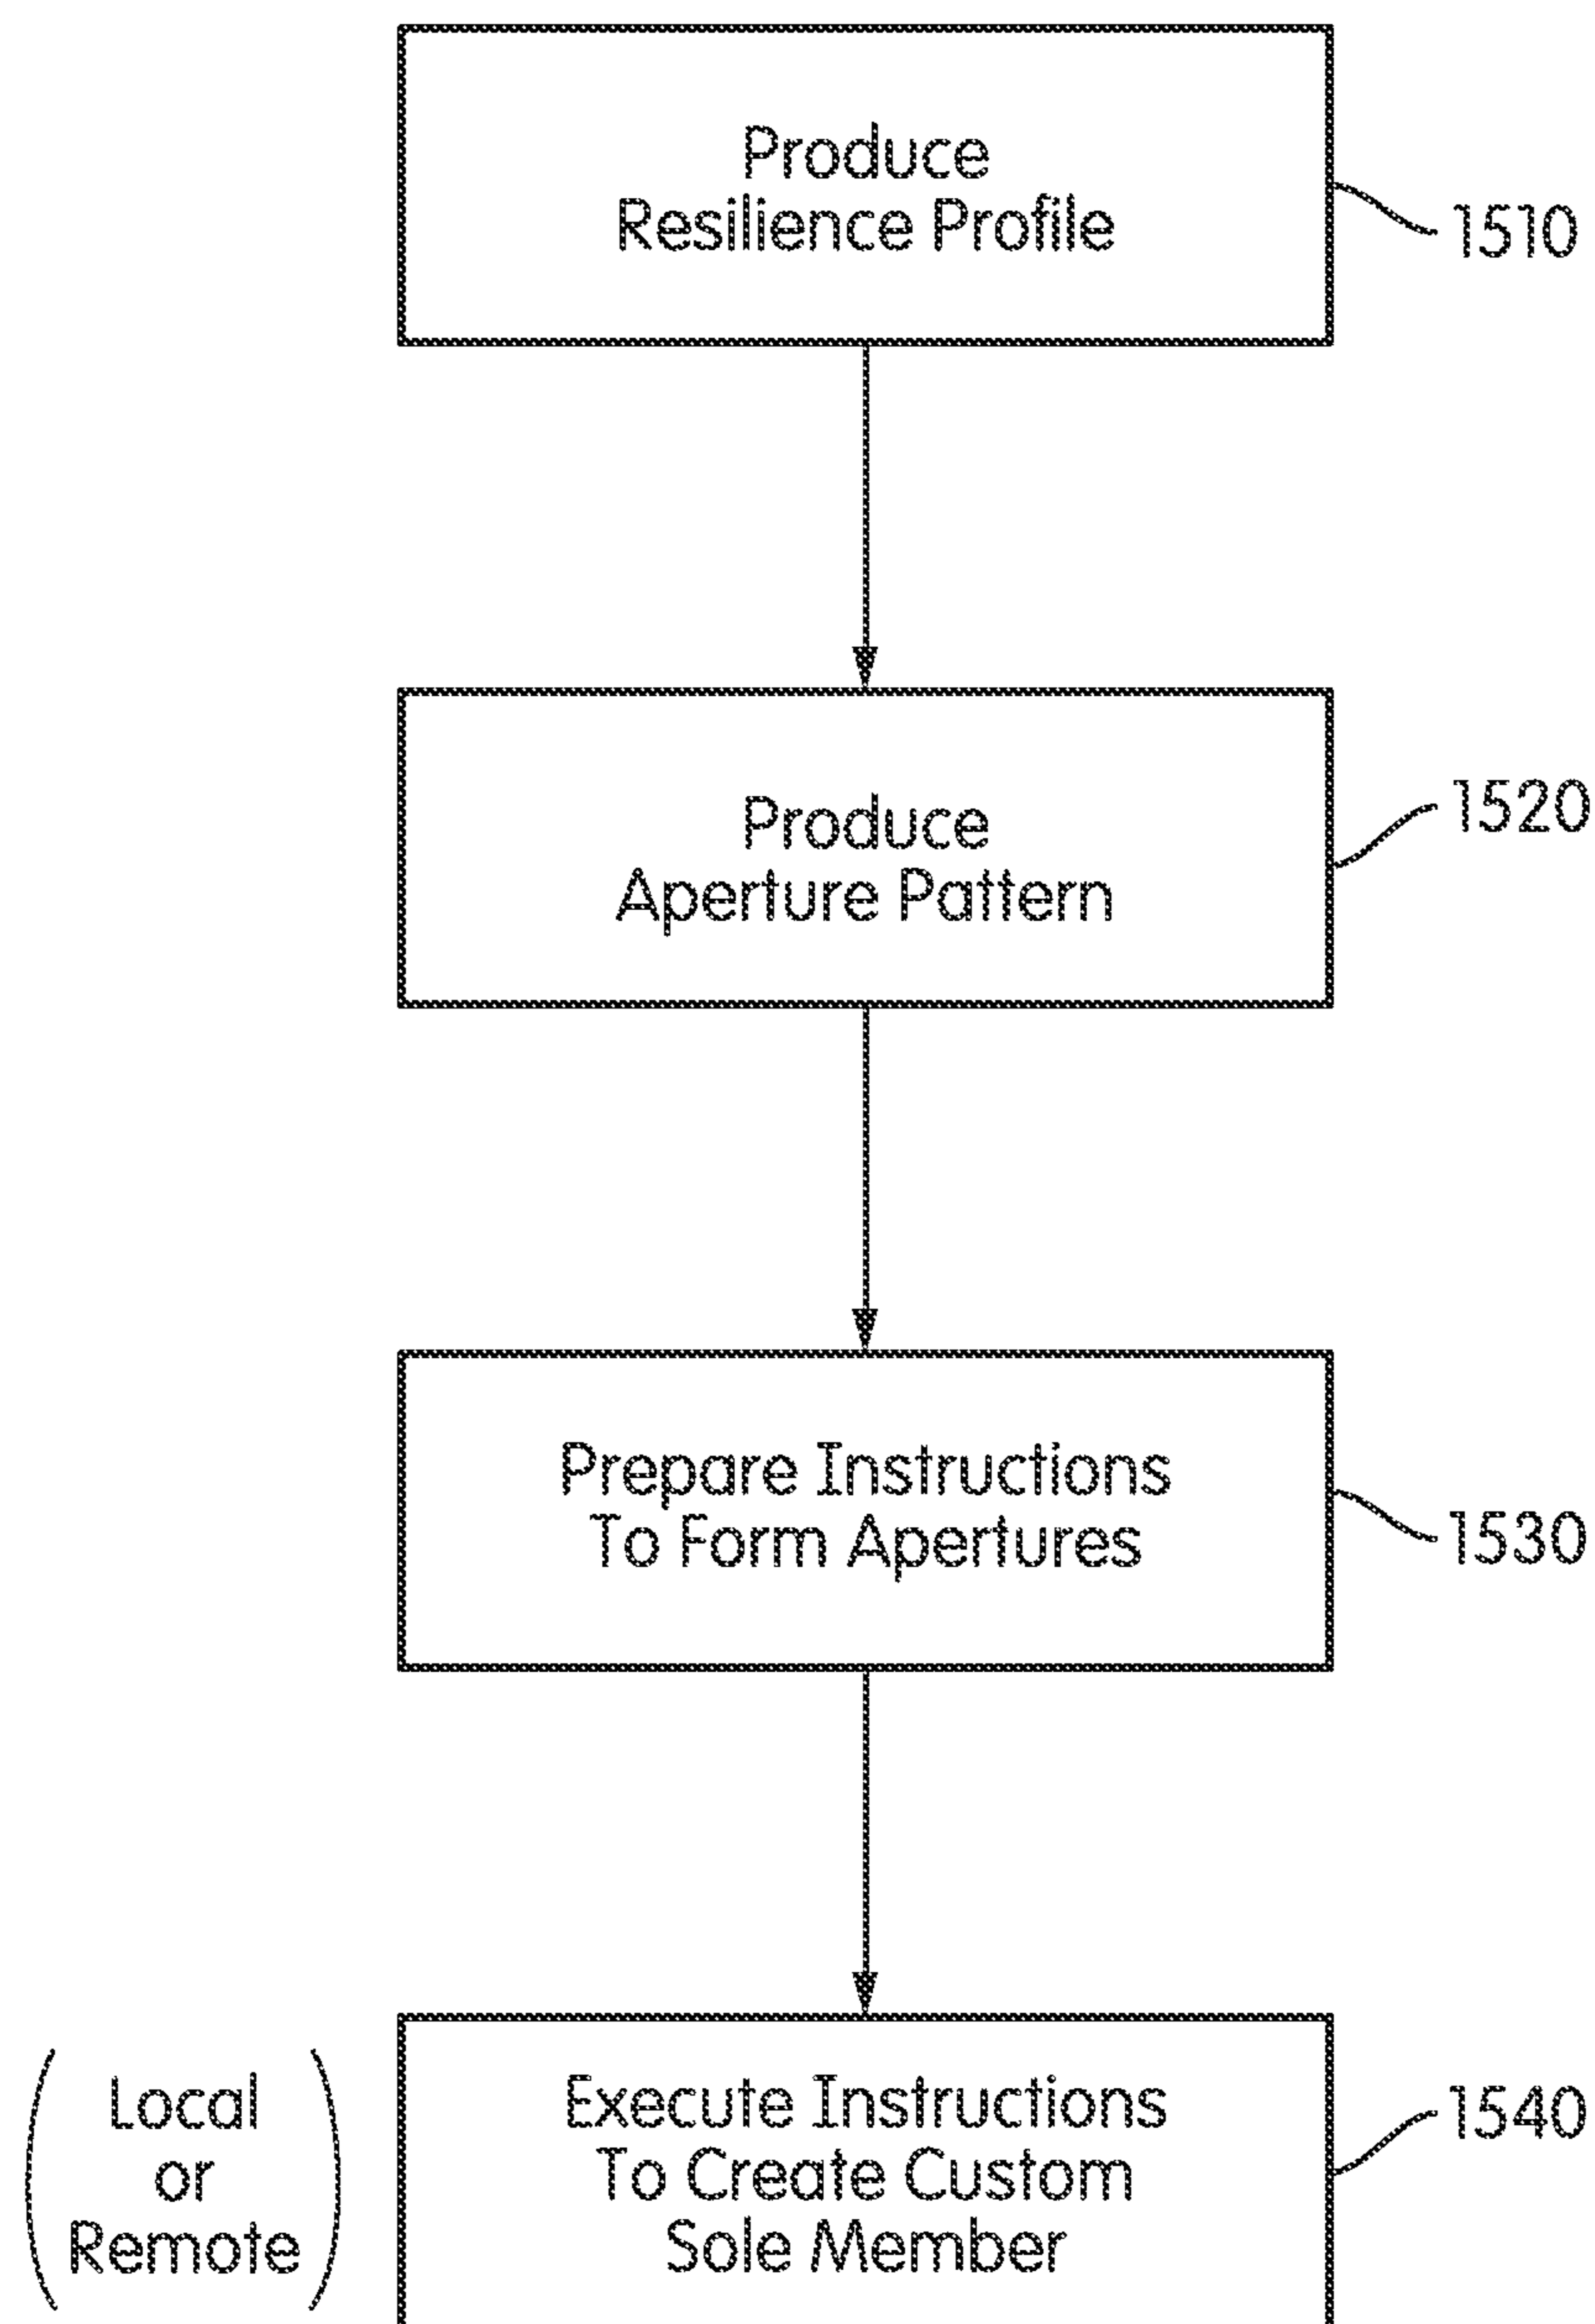 Produce
Resilience Profile
1510
Produce
Aperture Pattern
1520
Prepare Instructions
To Form Apertures
1530
(Local
or
Remote)
Execute Instructions
To Create Custom
Sole Member
1540